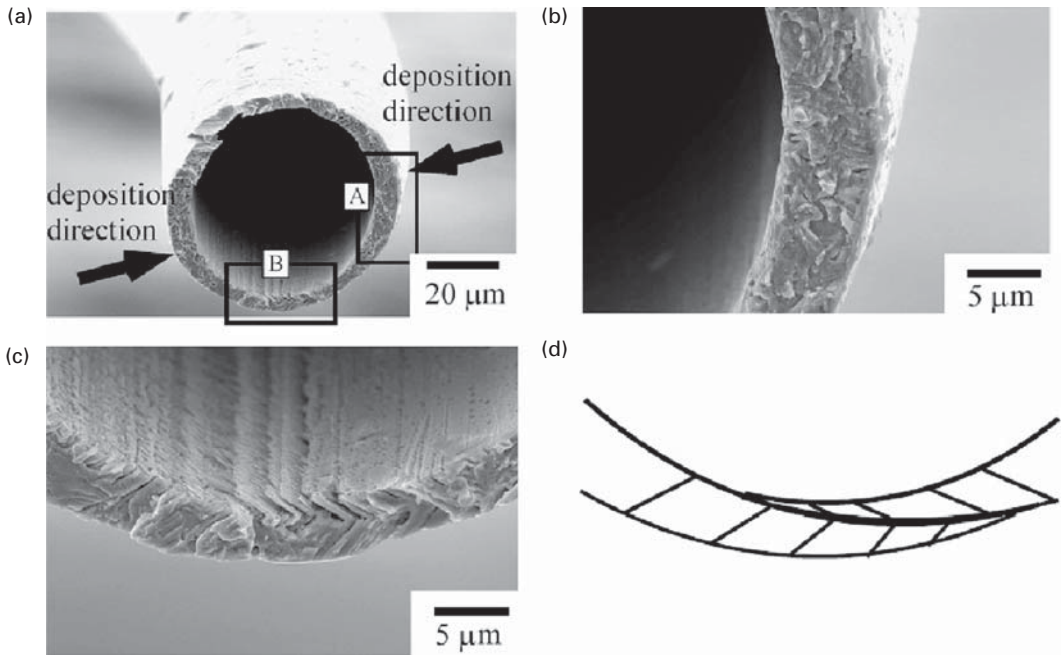 (a)
deposition
direction
deposition
direction
A
B
20 μm
(b)
5 μm
(c)
5 μm
(d)